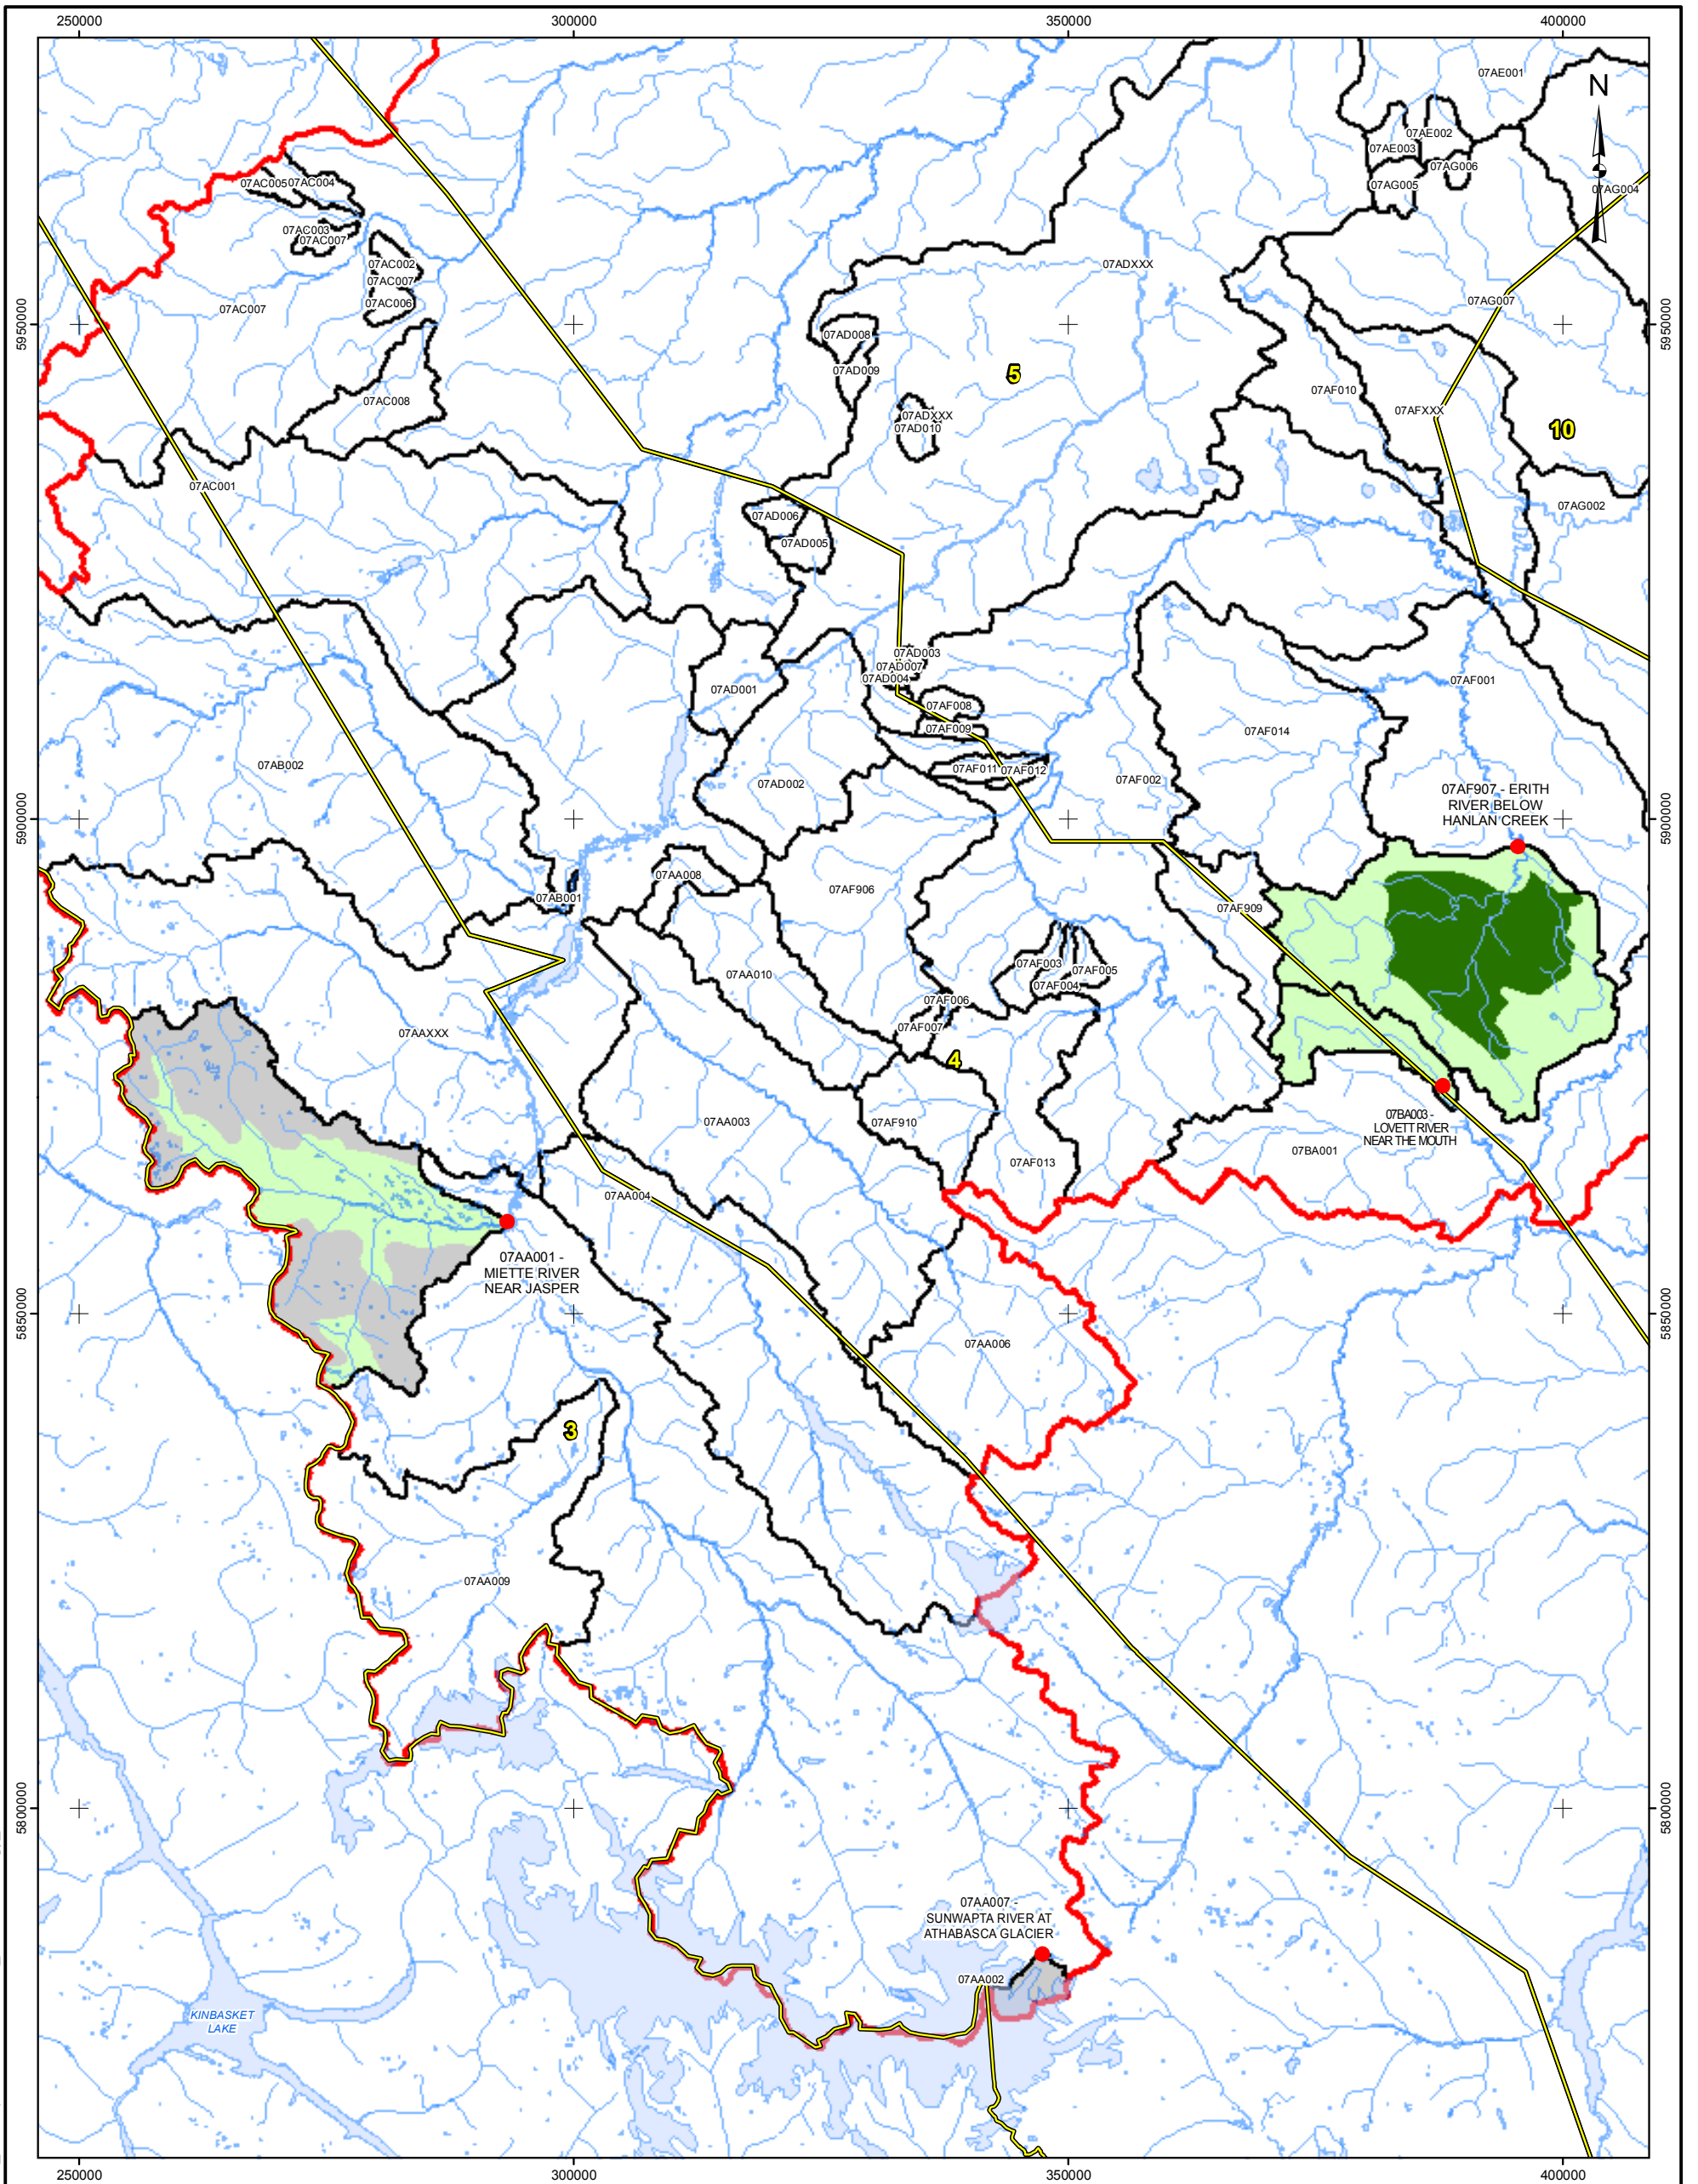 250000
300000
350000
400000
N
07AE001
07AE002
07AE003
07AG006
07AG005
07AG004
07AC005
07AC004
07AC003
07AC007
07AC002
07AC007
07AC006
07AC007
07ADXXX
07AG007
5950000
5950000
07AD008
07AD009
5
07AC008
07AF010
07AFXXX
07ADXXX
07AD010
10
07AC001
07AG002
07AD006
07AD005
07AD003
07AD007
07AD004
07AD001
07AF001
07AF008
07AF009
07AF014
07AB002
07AF011
07AF012
07AF002
07AD002
07AF907 - ERITH
RIVER BELOW
HANLAN CREEK
5900000
5900000
07AA008
07AF906
07AB001
07AF909
07AF003
07AF005
07AA010
07AF004
07AF006
07AF007
07AAXXX
4
07AA003
07AF910
07BA003 -
LOVETT RIVER
NEAR THE MOUTH
07BA001
07AF013
07AA004
07AA001 -
MIETTE RIVER
NEAR JASPER
5850000
5850000
07AA006
3
07AA009
5800000
5800000
07AA007 -
SUNWAPTA RIVER AT
ATHABASCA GLACIER
07AA002
KINBASKET
LAKE
250000
300000
350000
400000